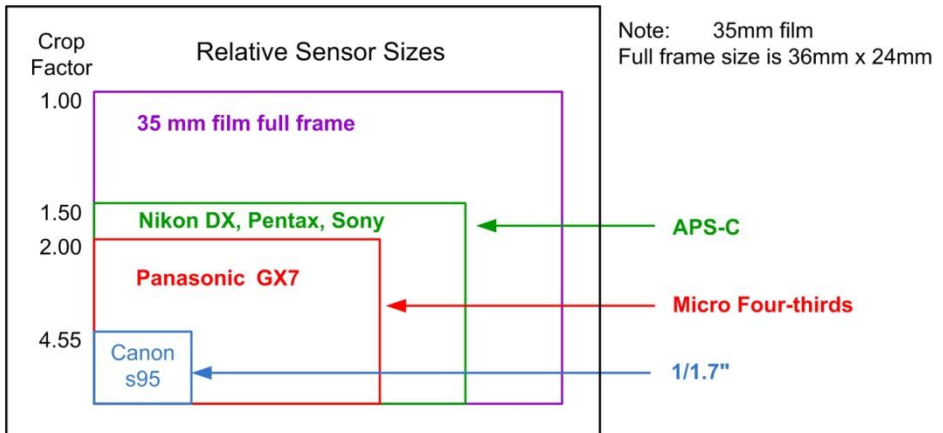 Crop
Factor
Relative Sensor Sizes
Note: 35mm film
Full frame size is 36mm x 24mm
1.00
35 mm film full frame
1.50
Nikon DX, Pentax, Sony
APS-C
2.00
Panasonic GX7
Micro Four-thirds
4.55
Canon
s95
1/1.7"